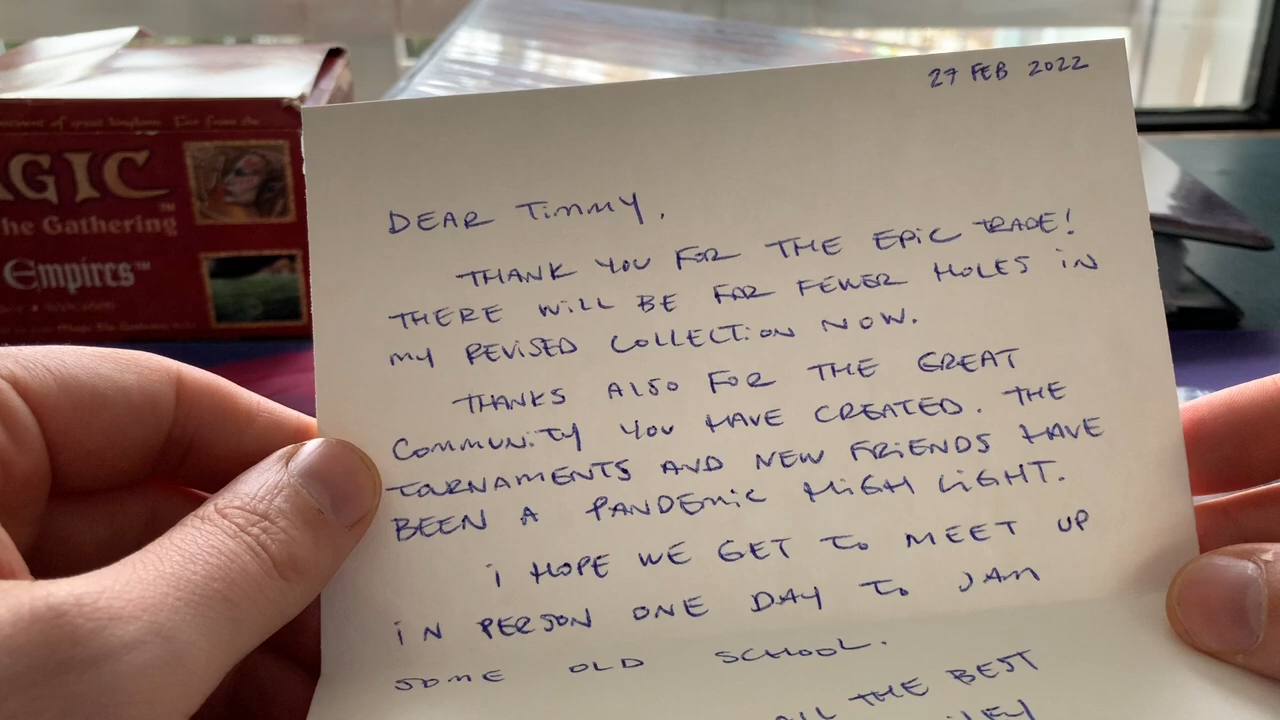 27 FEB 2022
DEAR TIMMY,
THANK YOU FOR THE EPIC TRADE!
THERE WILL BE FAR FEWER HOLES IN
MY REVISED COLLECTION NOW.
THANKS ALSO FOR THE GREAT
COMMUNITY YOU HAVE CREATED. THE
TORNAMENTS AND NEW FRIENDS HAVE
BEEN A PANDEMIC HIGH LIGHT.
I HOPE WE GET TO MEET UP
IN PERSON ONE DAY TO JAM
SOME OLD SCHOOL.
ALL THE BEST
AGIC™
he Gathering
Empires™